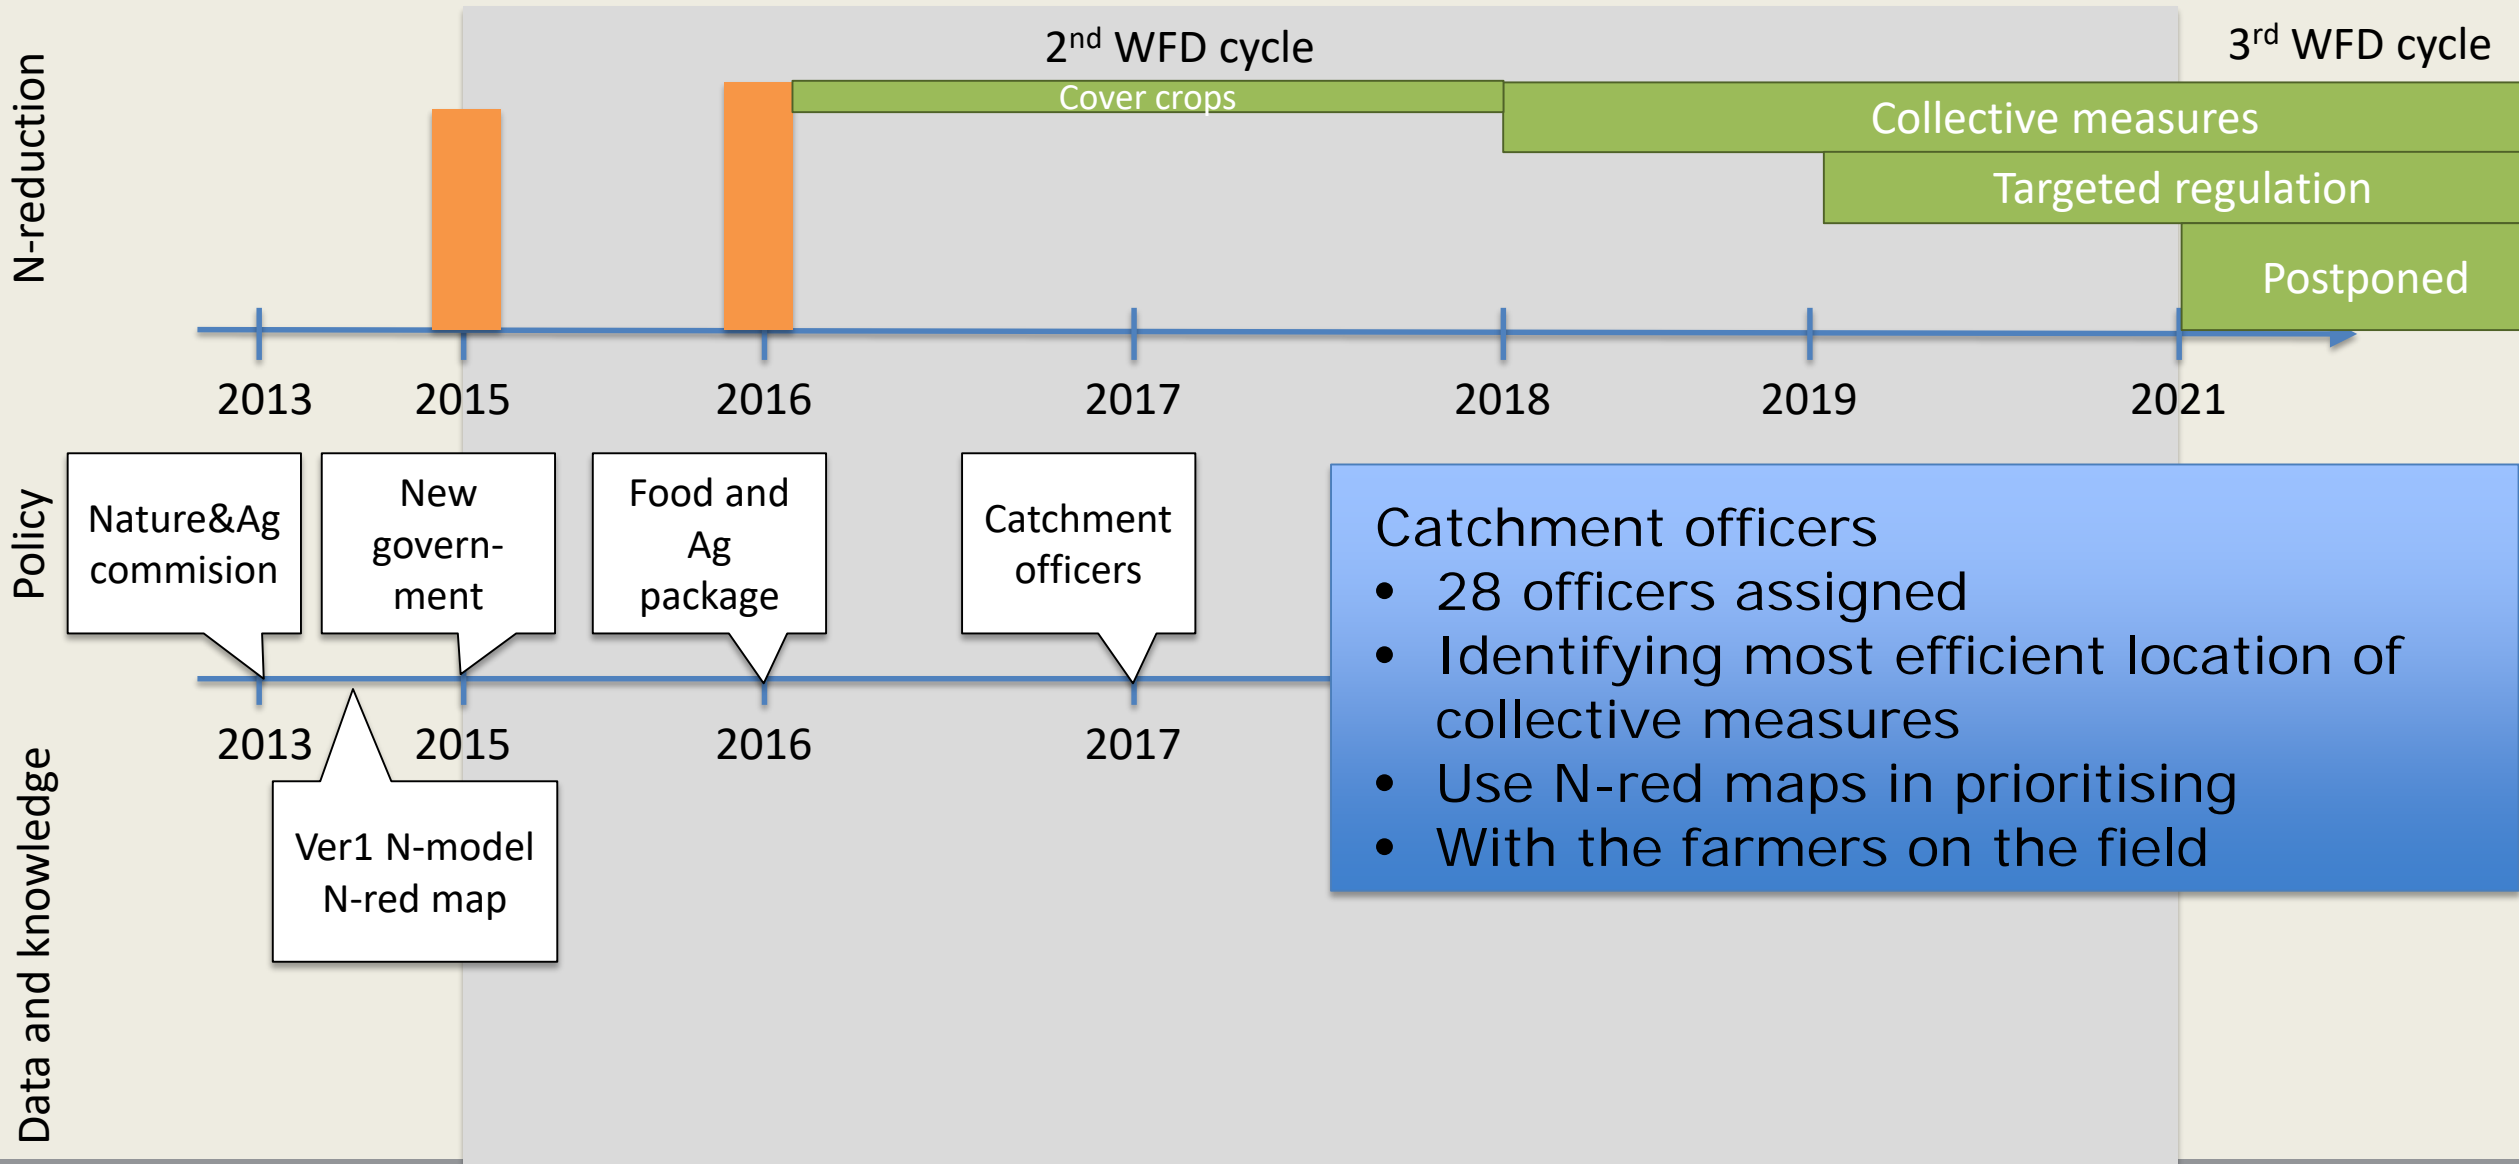 N-reduction
2nd WFD cycle
3rd WFD cycle
Cover crops
Collective measures
Targeted regulation
Postponed
2013
2015
2016
2017
2018
2019
2021
Policy
Nature&Ag
commision
New
govern-
ment
Food and
Ag
package
Catchment
officers
2013
2015
2016
2017
Catchment officers
• 28 officers assigned
• Identifying most efficient location of
collective measures
• Use N-red maps in prioritising
• With the farmers on the field
Data and knowledge
Ver1 N-model
N-red map